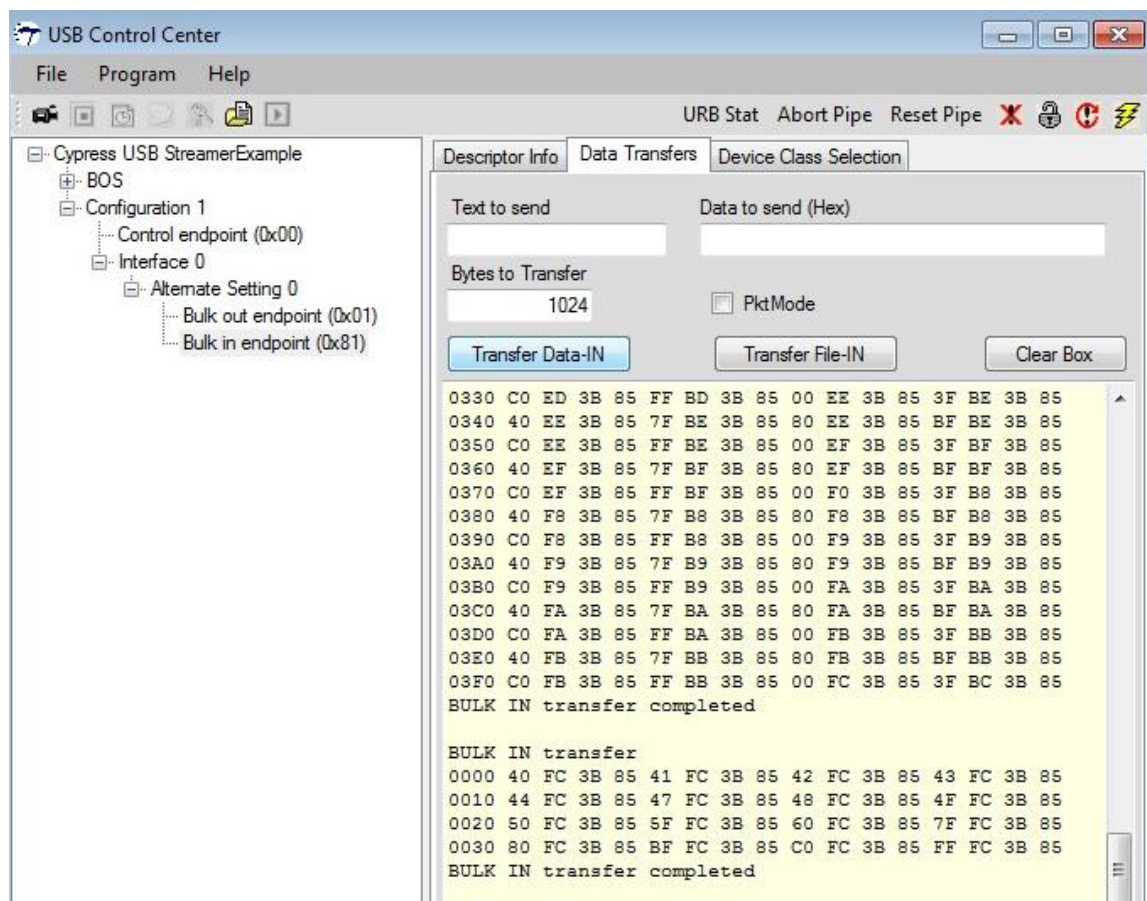 USB Control Center
File Program Help
URB Stat Abort Pipe Reset Pipe
Cypress USB StreamerExample
BOS
Configuration 1
Control endpoint (0x00)
Interface 0
Alternate Setting 0
Bulk out endpoint (0x01)
Bulk in endpoint (0x81)
Descriptor Info Data Transfers Device Class Selection
Text to send Data to send (Hex)
Bytes to Transfer
1024 PktMode
Transfer Data-IN Transfer File-IN Clear Box
0330 C0 ED 3B 85 FF BD 3B 85 00 EE 3B 85 3F BE 3B 85
0340 40 EE 3B 85 7F BE 3B 85 80 EE 3B 85 BF BE 3B 85
0350 C0 EE 3B 85 FF BE 3B 85 00 EF 3B 85 3F BF 3B 85
0360 40 EF 3B 85 7F BF 3B 85 80 EF 3B 85 BF BF 3B 85
0370 C0 EF 3B 85 FF BF 3B 85 00 F0 3B 85 3F B8 3B 85
0380 40 F8 3B 85 7F B8 3B 85 80 F8 3B 85 BF B8 3B 85
0390 C0 F8 3B 85 FF B8 3B 85 00 F9 3B 85 3F B9 3B 85
03A0 40 F9 3B 85 7F B9 3B 85 80 F9 3B 85 BF B9 3B 85
03B0 C0 F9 3B 85 FF B9 3B 85 00 FA 3B 85 3F BA 3B 85
03C0 40 FA 3B 85 7F BA 3B 85 80 FA 3B 85 BF BA 3B 85
03D0 C0 FA 3B 85 FF BA 3B 85 00 FB 3B 85 3F BB 3B 85
03E0 40 FB 3B 85 7F BB 3B 85 80 FB 3B 85 BF BB 3B 85
03F0 C0 FB 3B 85 FF BB 3B 85 00 FC 3B 85 3F BC 3B 85
BULK IN transfer completed
BULK IN transfer
0000 40 FC 3B 85 41 FC 3B 85 42 FC 3B 85 43 FC 3B 85
0010 44 FC 3B 85 47 FC 3B 85 48 FC 3B 85 4F FC 3B 85
0020 50 FC 3B 85 5F FC 3B 85 60 FC 3B 85 7F FC 3B 85
0030 80 FC 3B 85 BF FC 3B 85 C0 FC 3B 85 FF FC 3B 85
BULK IN transfer completed